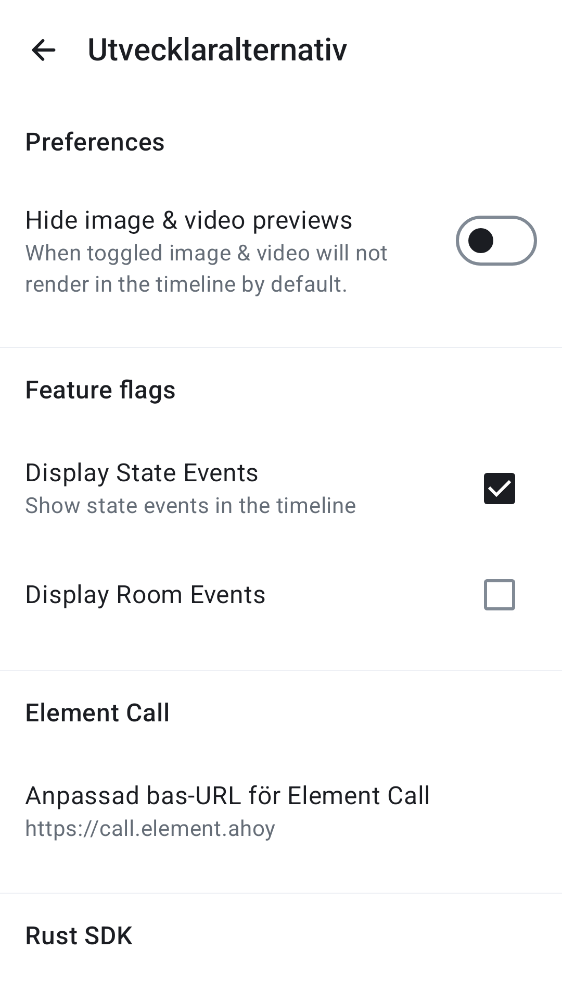 Utvecklaralternativ
Preferences
Hide image & video previews
When toggled image & video will not
render in the timeline by default.
Feature flags
Display State Events
Show state events in the timeline
Display Room Events
Element Call
Anpassad bas-URL för Element Call
https://call.element.ahoy
Rust SDK